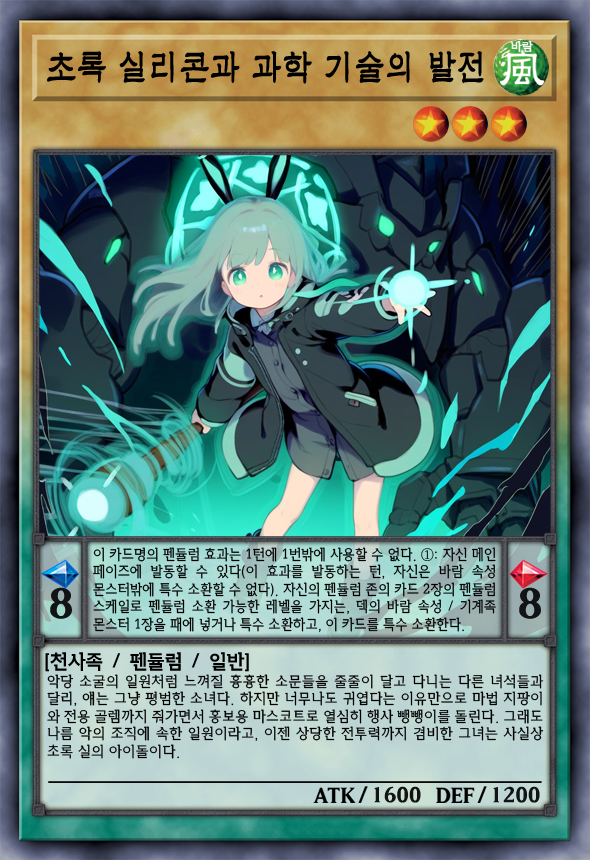 초록 실리콘과 과학 기술의 발전
바람
風
이 카드명의 펜듈럼 효과는 1턴에 1번밖에 사용할 수 없다. ①: 자신 메인
페이즈에 발동할 수 있다(이 효과를 발동하는 턴, 자신은 바람 속성
몬스터밖에 특수 소환할 수 없다). 자신의 펜듈럼 존의 카드 2장의 펜듈럼
스케일로 펜듈럼 소환 가능한 레벨을 가지는, 덱의 바람 속성 / 기계족
몬스터 1장을 패에 넣거나 특수 소환하고, 이 카드를 특수 소환한다.
8
8
[천사족 / 펜듈럼 / 일반]
악당 소굴의 일원처럼 느껴질 흉흉한 소문들을 줄줄이 달고 다니는 다른 녀석들과
달리, 얘는 그냥 평범한 소녀다. 하지만 너무나도 귀엽다는 이유만으로 마법 지팡이
와 전용 골렘까지 줘가면서 홍보용 마스코트로 열심히 행사 뺑뺑이를 돌린다. 그래도
나름 악의 조직에 속한 일원이라고, 이젠 상당한 전투력까지 겸비한 그녀는 사실상
초록 실의 아이돌이다.
ATK / 1600 DEF / 1200